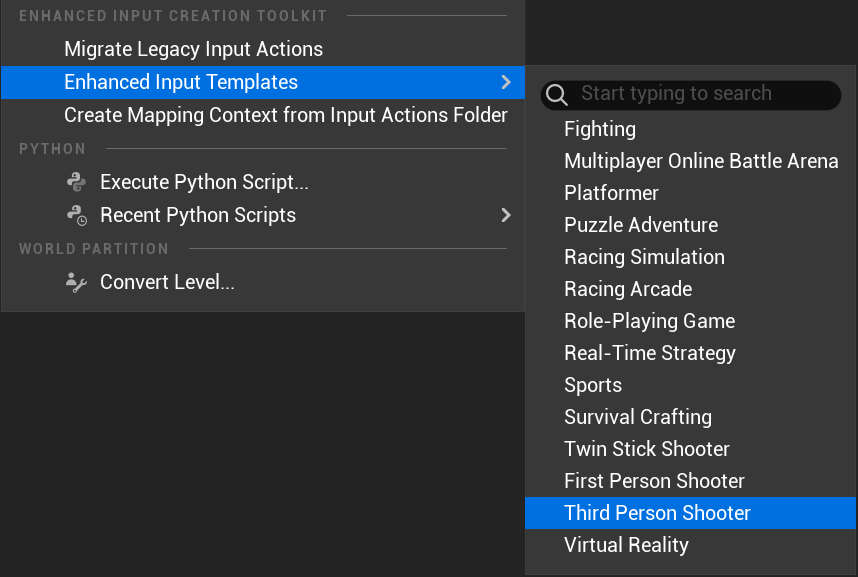 ENHANCED INPUT CREATION TOOLKIT
Migrate Legacy Input Actions
Enhanced Input Templates
Create Mapping Context from Input Actions Folder
PYTHON
Execute Python Script...
Recent Python Scripts
WORLD PARTITION
Convert Level...
Start typing to search
Fighting
Multiplayer Online Battle Arena
Platformer
Puzzle Adventure
Racing Simulation
Racing Arcade
Role-Playing Game
Real-Time Strategy
Sports
Survival Crafting
Twin Stick Shooter
First Person Shooter
Third Person Shooter
Virtual Reality